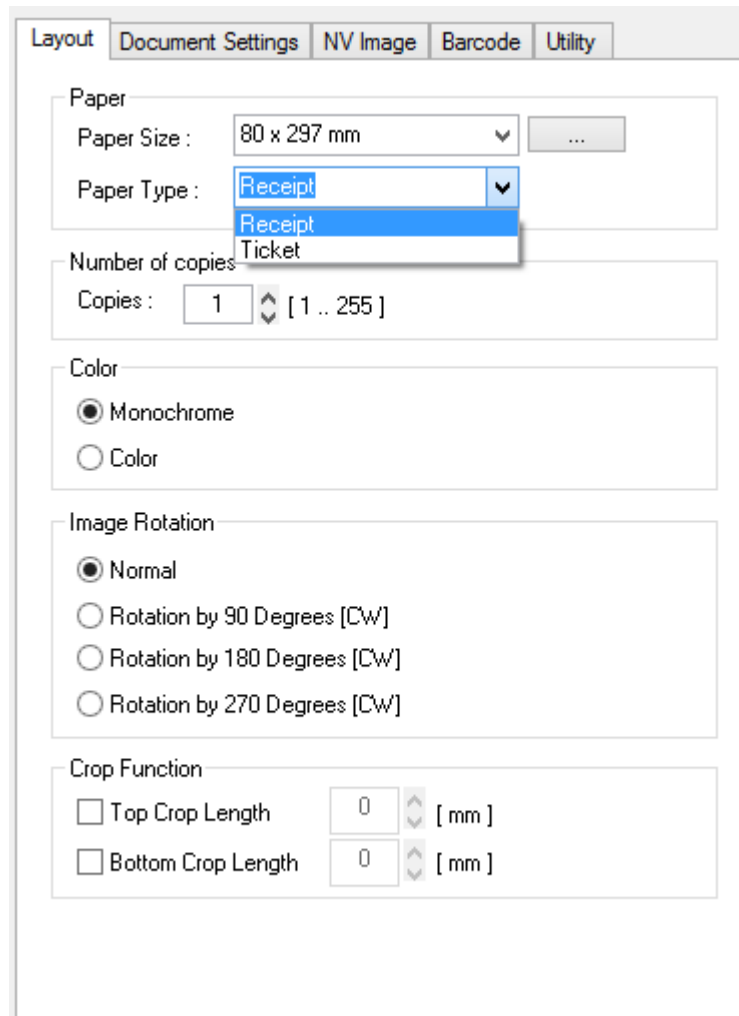 Layout Document Settings NV Image Barcode Utility
Paper
Paper Size : 80 x 297 mm ...
Paper Type : Receipt
Receipt
Ticket
Number of copies
Copies : 1 [ 1 .. 255 ]
Color
Monochrome
Color
Image Rotation
Normal
Rotation by 90 Degrees [CW]
Rotation by 180 Degrees [CW]
Rotation by 270 Degrees [CW]
Crop Function
Top Crop Length 0 [ mm ]
Bottom Crop Length 0 [ mm ]